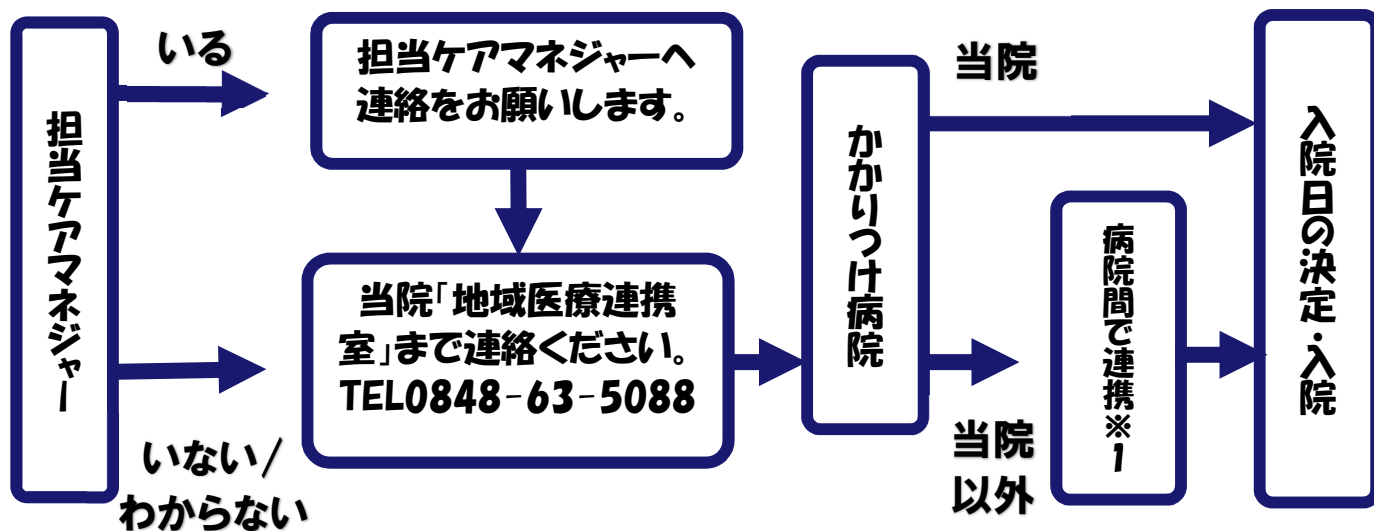 担当ケアマネジャー
いる
いない/
わからない
担当ケアマネジャーへ
連絡をお願いします。
当院「地域医療連携
室」まで連絡ください。
TEL0848-63-5088
かかりつけ病院
当院
当院
以外
病院間で連携※1
入院日の決定・入院